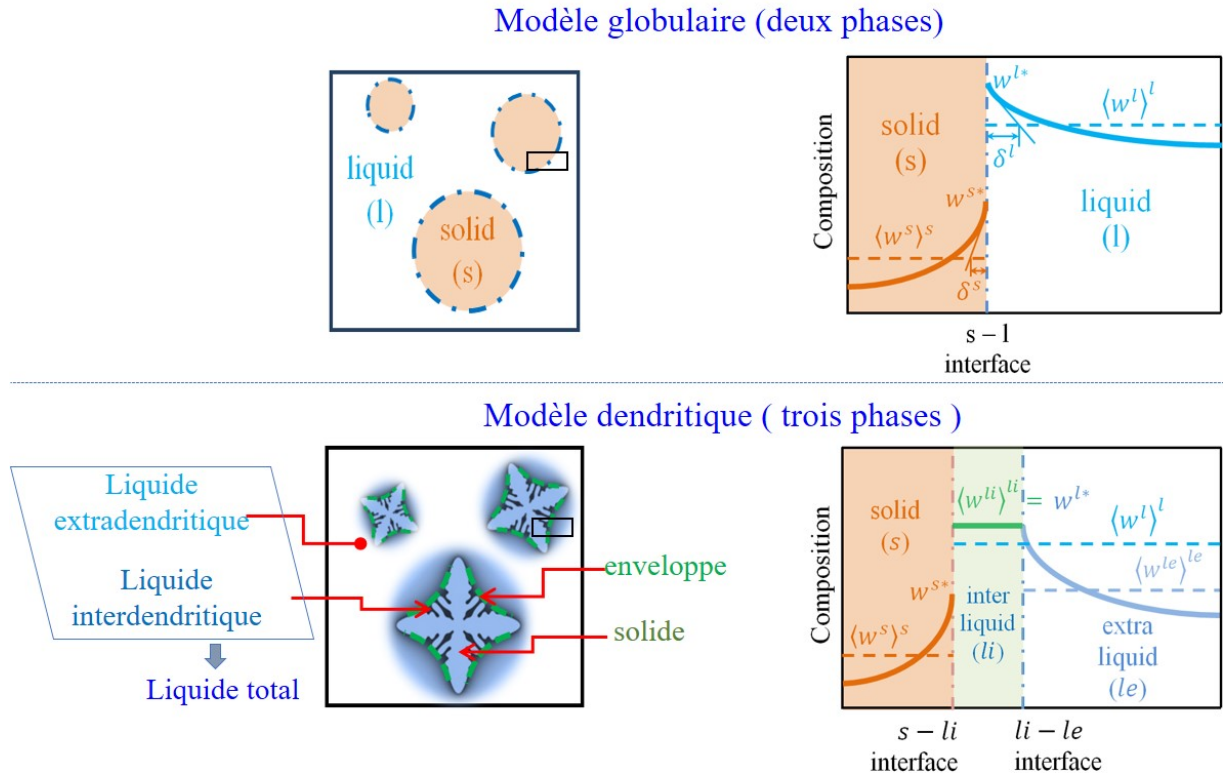 Modèle globulaire (deux phases)
liquid
(l)
solid
(s)
Composition
solid
(s)
w^{l*}
⟨w^l⟩^l
δ^l
w^{s*}
⟨w^s⟩^s
δ^s
liquid
(l)
s – l
interface
Modèle dendritique ( trois phases )
Liquide
extradendritique
Liquide
interdendritique
Liquide total
enveloppe
solide
Composition
solid
(s)
⟨w^{li}⟩^{li} = w^{l*}
⟨w^l⟩^l
w^{s*}
⟨w^{le}⟩^{le}
⟨w^s⟩^s
inter
liquid
(li)
extra
liquid
(le)
s – li
interface
li – le
interface